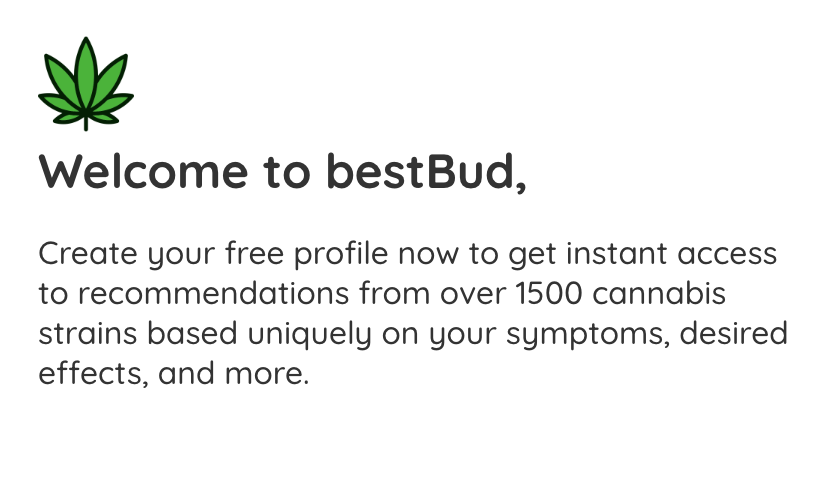 Welcome to bestBud,
Create your free profile now to get instant access
to recommendations from over 1500 cannabis
strains based uniquely on your symptoms, desired
effects, and more.